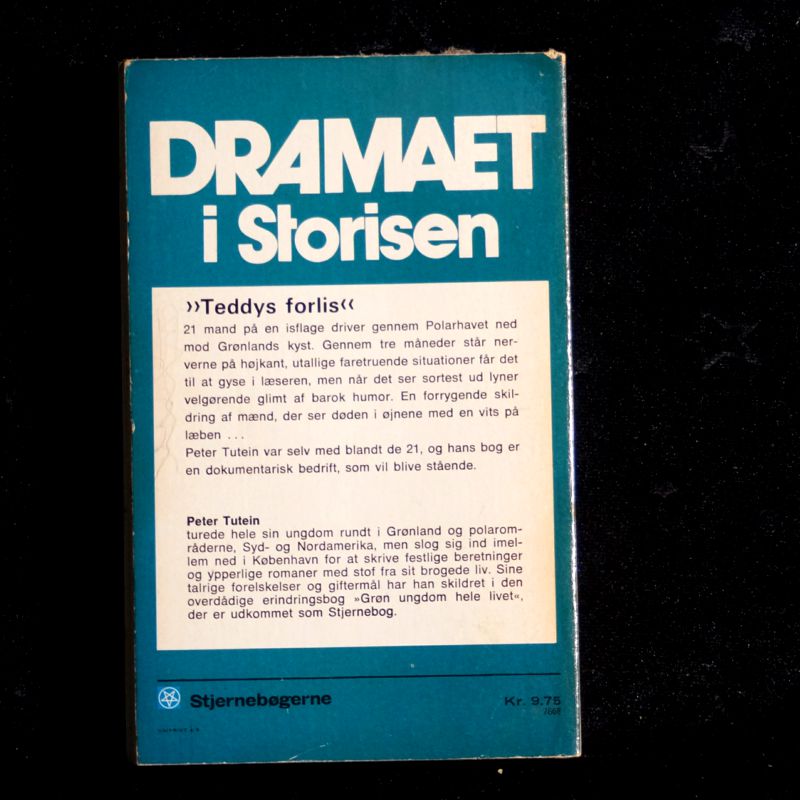 DRAMAET
i Storisen
»Teddys forlis«
21 mand på en isflage driver gennem Polarhavet ned
mod Grønlands kyst. Gennem tre måneder står ner-
verne på højkant, utallige faretruende situationer får det
til at gyse i læseren, men når det ser sortest ud lyner
velgørende glimt af barok humor. En forrygende skil-
dring af mænd, der ser døden i øjnene med en vits på
læben ...
Peter Tutein var selv med blandt de 21, og hans bog er
en dokumentarisk bedrift, som vil blive stående.
Peter Tutein
turede hele sin ungdom rundt i Grønland og polarom-
råderne, Syd- og Nordamerika, men slog sig ind imel-
lem ned i København for at skrive festlige beretninger
og ypperlige romaner med stof fra sit brogede liv. Sine
talrige forelskelser og giftermål har han skildret i den
overdådige erindringsbog »Grøn ungdom hele livet«,
der er udkommet som Stjernebog.
Stjernebøgerne
Kr. 9.75